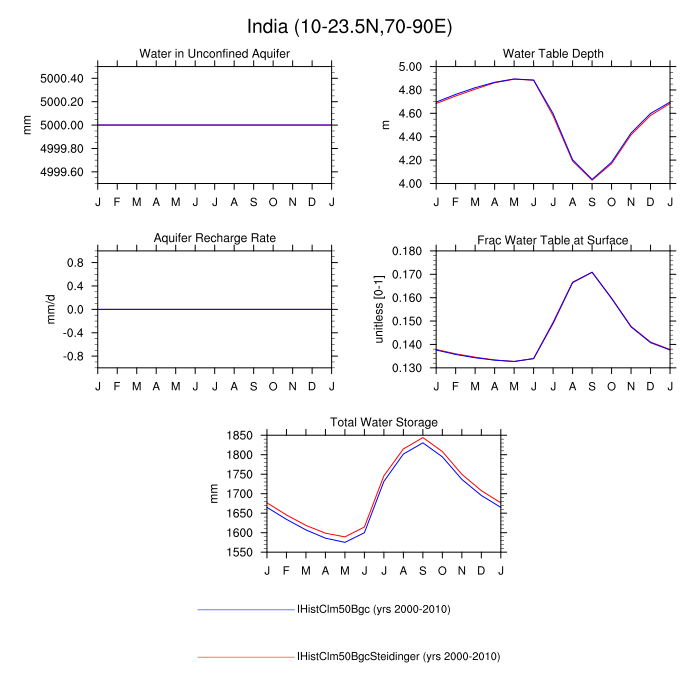 India (10-23.5N,70-90E)
Water in Unconfined Aquifer
5000.40
5000.20
5000.00
4999.80
4999.60
mm
J F M A M J J A S O N D J
Water Table Depth
5.00
4.80
4.60
4.40
4.20
4.00
m
J F M A M J J A S O N D J
Aquifer Recharge Rate
0.8
0.4
0.0
-0.4
-0.8
mm/d
J F M A M J J A S O N D J
Frac Water Table at Surface
0.180
0.170
0.160
0.150
0.140
0.130
unitless [0-1]
J F M A M J J A S O N D J
Total Water Storage
1850
1800
1750
1700
1650
1600
1550
mm
J F M A M J J A S O N D J
IHistClm50Bgc (yrs 2000-2010)
IHistClm50BgcSteidinger (yrs 2000-2010)